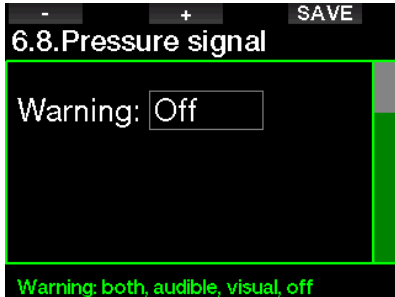 - + SAVE
6.8.Pressure signal
Warning: Off
Warning: both, audible, visual, off